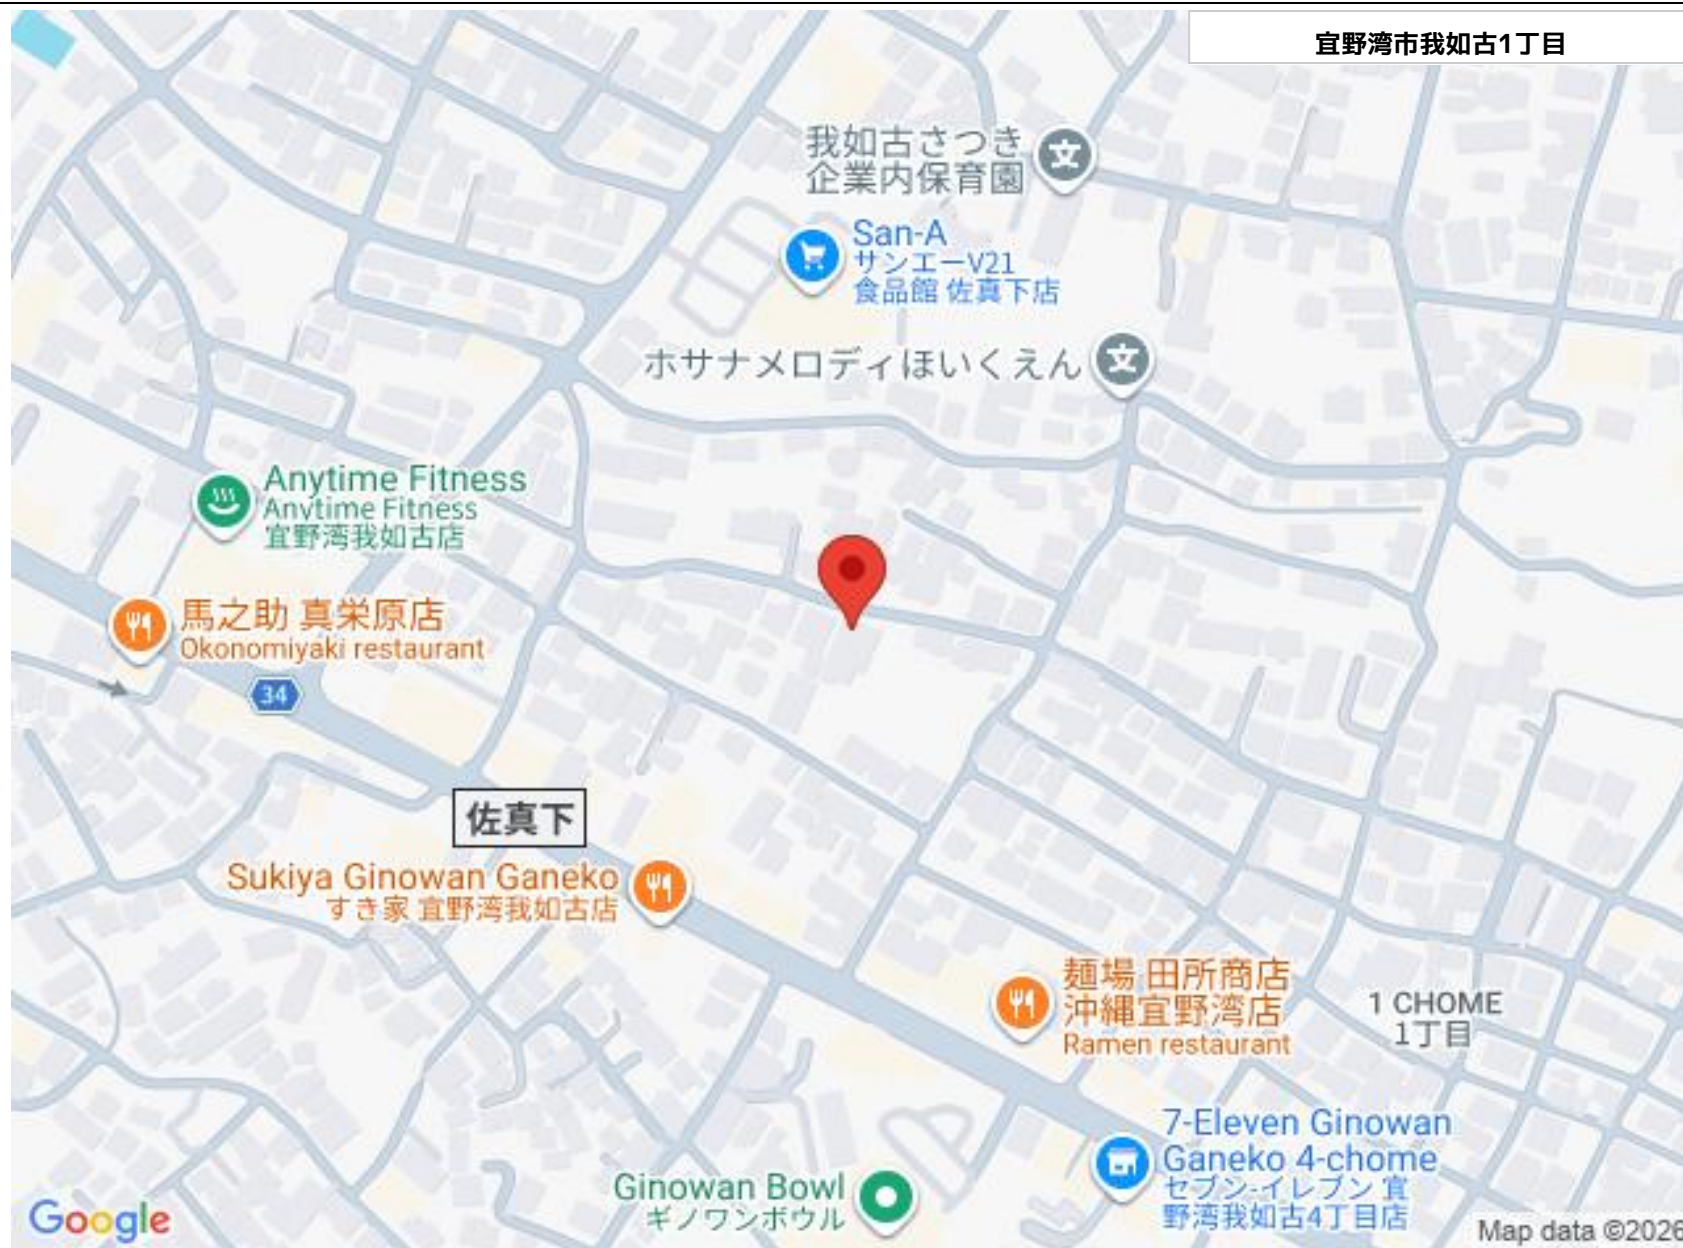 宜野湾市我如古1丁目
我如古さつき
企業内保育園
San-A
サンエーV21
食品館 佐真下店
ホサナメロディほいくえん
Anytime Fitness
Anytime Fitness
宜野湾我如古店
馬之助 真栄原店
Okonomiyaki restaurant
34
佐真下
Sukiya Ginowan Ganeko
すき家 宜野湾我如古店
麺場 田所商店
沖縄宜野湾店
Ramen restaurant
1 CHOME
1丁目
7-Eleven Ginowan
Ganeko 4-chome
セブン-イレブン 宜
野湾我如古4丁目店
Ginowan Bowl
ギノワンボウル
Google
Map data ©2026